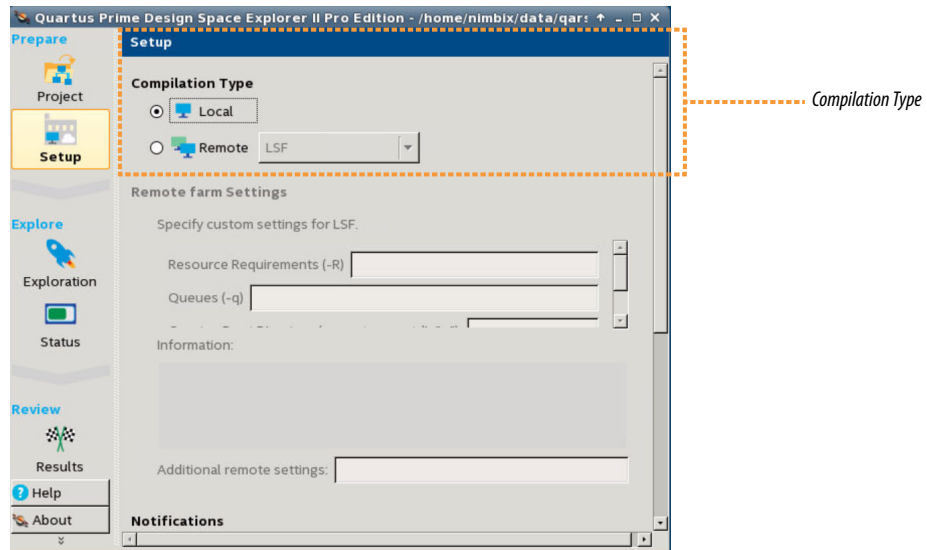 Quartus Prime Design Space Explorer II Pro Edition - /home/nimbix/data/qar
Prepare
Project
Setup
Explore
Exploration
Status
Review
Results
Help
About
Setup
Compilation Type
Local
Remote LSF
Remote farm Settings
Specify custom settings for LSF.
Resource Requirements (-R)
Queues (-q)
Information:
Additional remote settings:
Notifications
Compilation Type